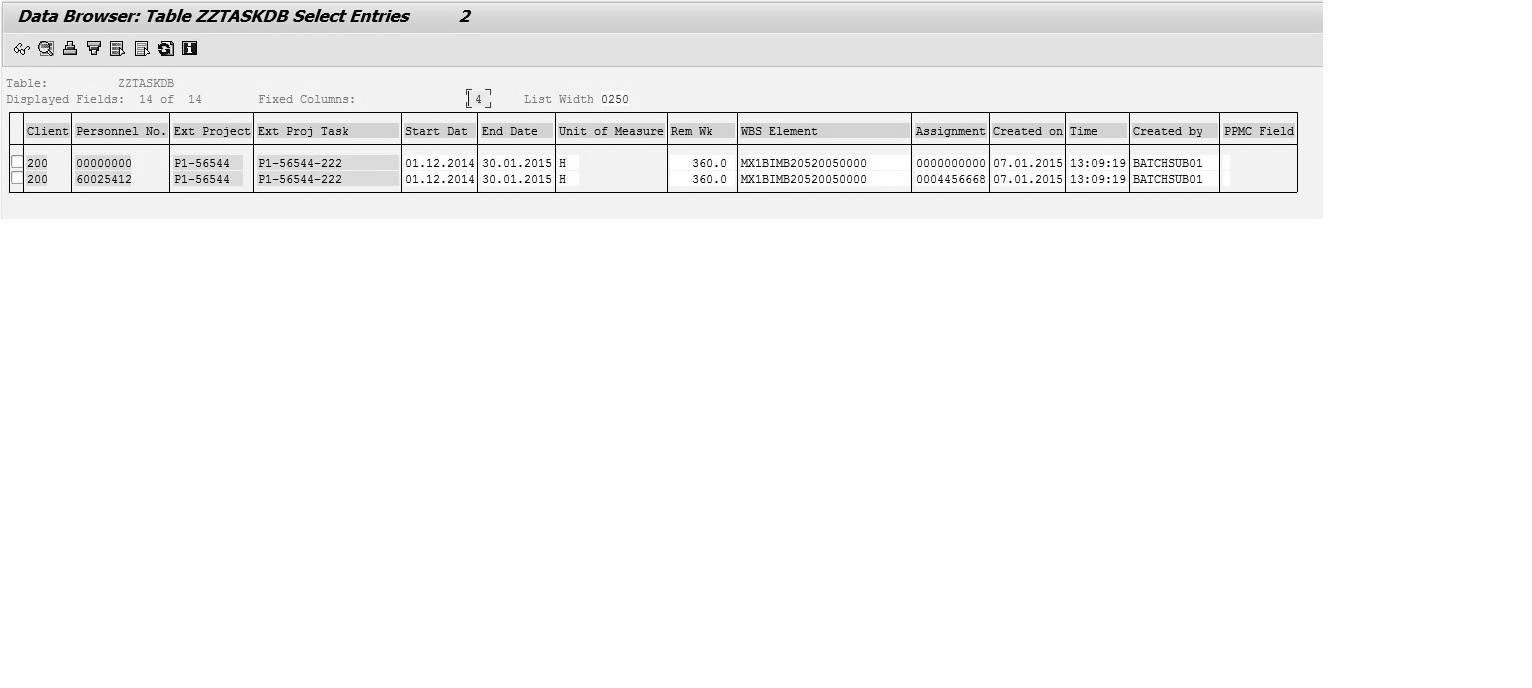 Data Browser: Table ZZTASKDB Select Entries 2
Table: ZZTASKDB
Displayed Fields: 14 of 14 Fixed Columns: 4 List Width 0250
Client Personnel No. Ext Project Ext Proj Task Start Dat End Date Unit of Measure Rem Wk WBS Element Assignment Created on Time Created by PPMC Field
200 00000000 P1-56544 P1-56544-222 01.12.2014 30.01.2015 H 360.0 MX1BIMB20520050000 0000000000 07.01.2015 13:09:19 BATCHSUB01
200 60025412 P1-56544 P1-56544-222 01.12.2014 30.01.2015 H 360.0 MX1BIMB20520050000 0004456668 07.01.2015 13:09:19 BATCHSUB01